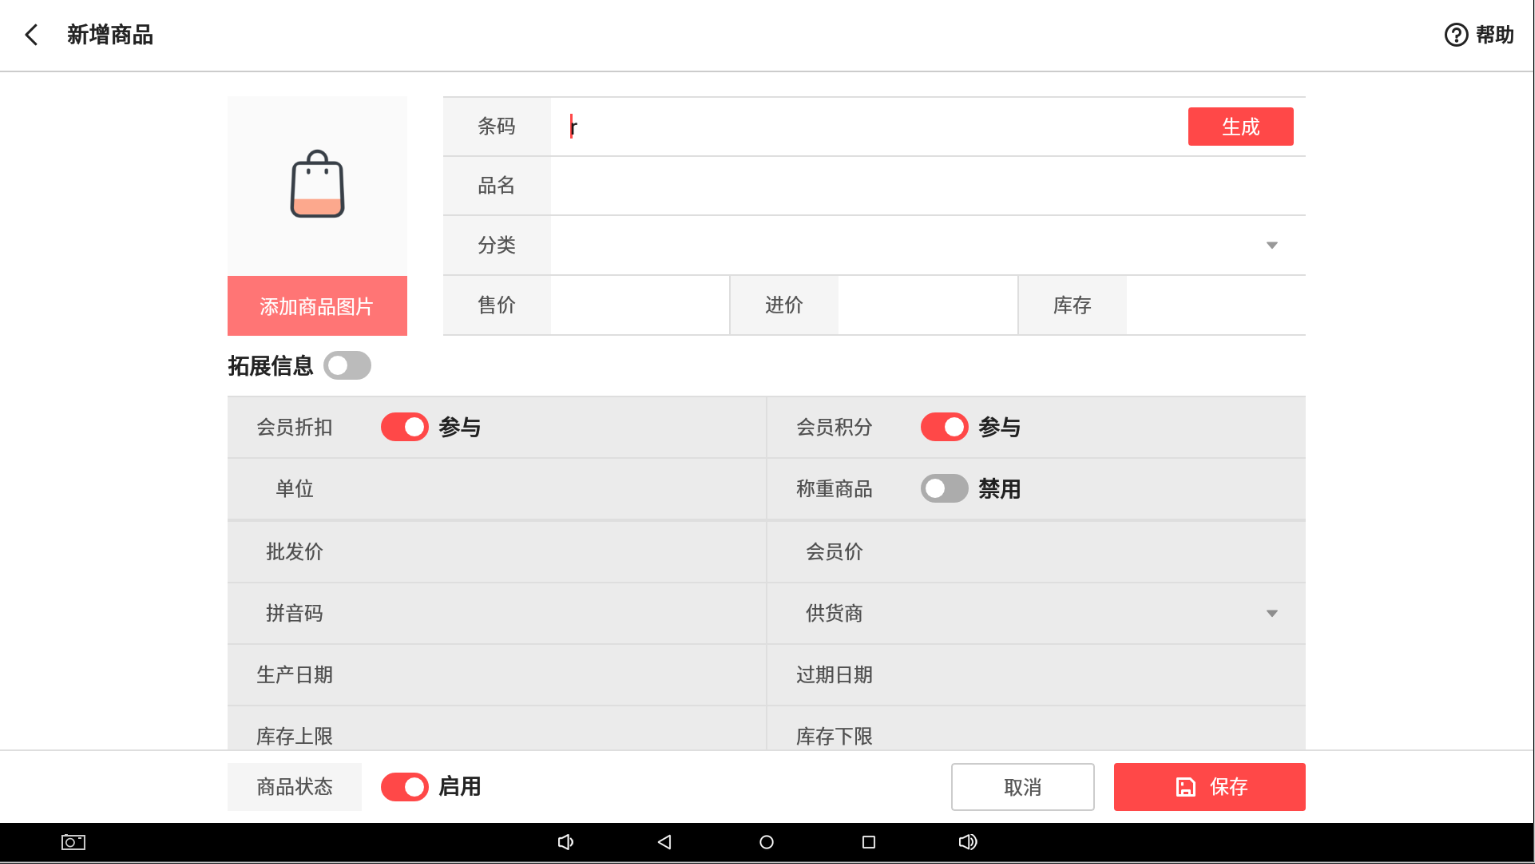 新增商品
帮助
条码
r
生成
品名
分类
添加商品图片
售价
进价
库存
拓展信息
会员折扣
参与
会员积分
参与
单位
称重商品
禁用
批发价
会员价
拼音码
供货商
生产日期
过期日期
库存上限
库存下限
商品状态
启用
取消
保存